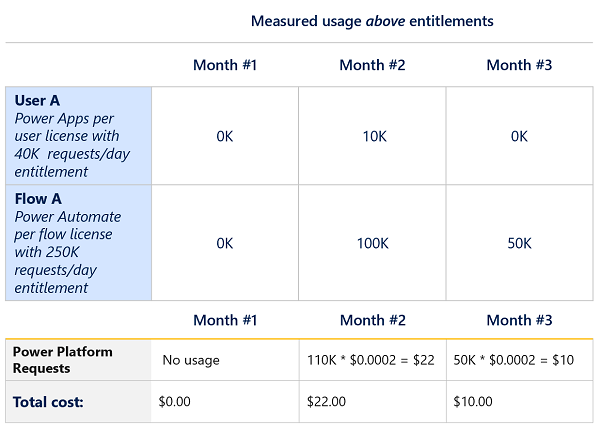 Measured usage above entitlements
Month #1 Month #2 Month #3
User A
Power Apps per
user license with
40K requests/day
entitlement
0K 10K 0K
Flow A
Power Automate
per flow license
with 250K
requests/day
entitlement
0K 100K 50K
Month #1 Month #2 Month #3
Power Platform
Requests
No usage 110K * $0.0002 = $22 50K * $0.0002 = $10
Total cost: $0.00 $22.00 $10.00